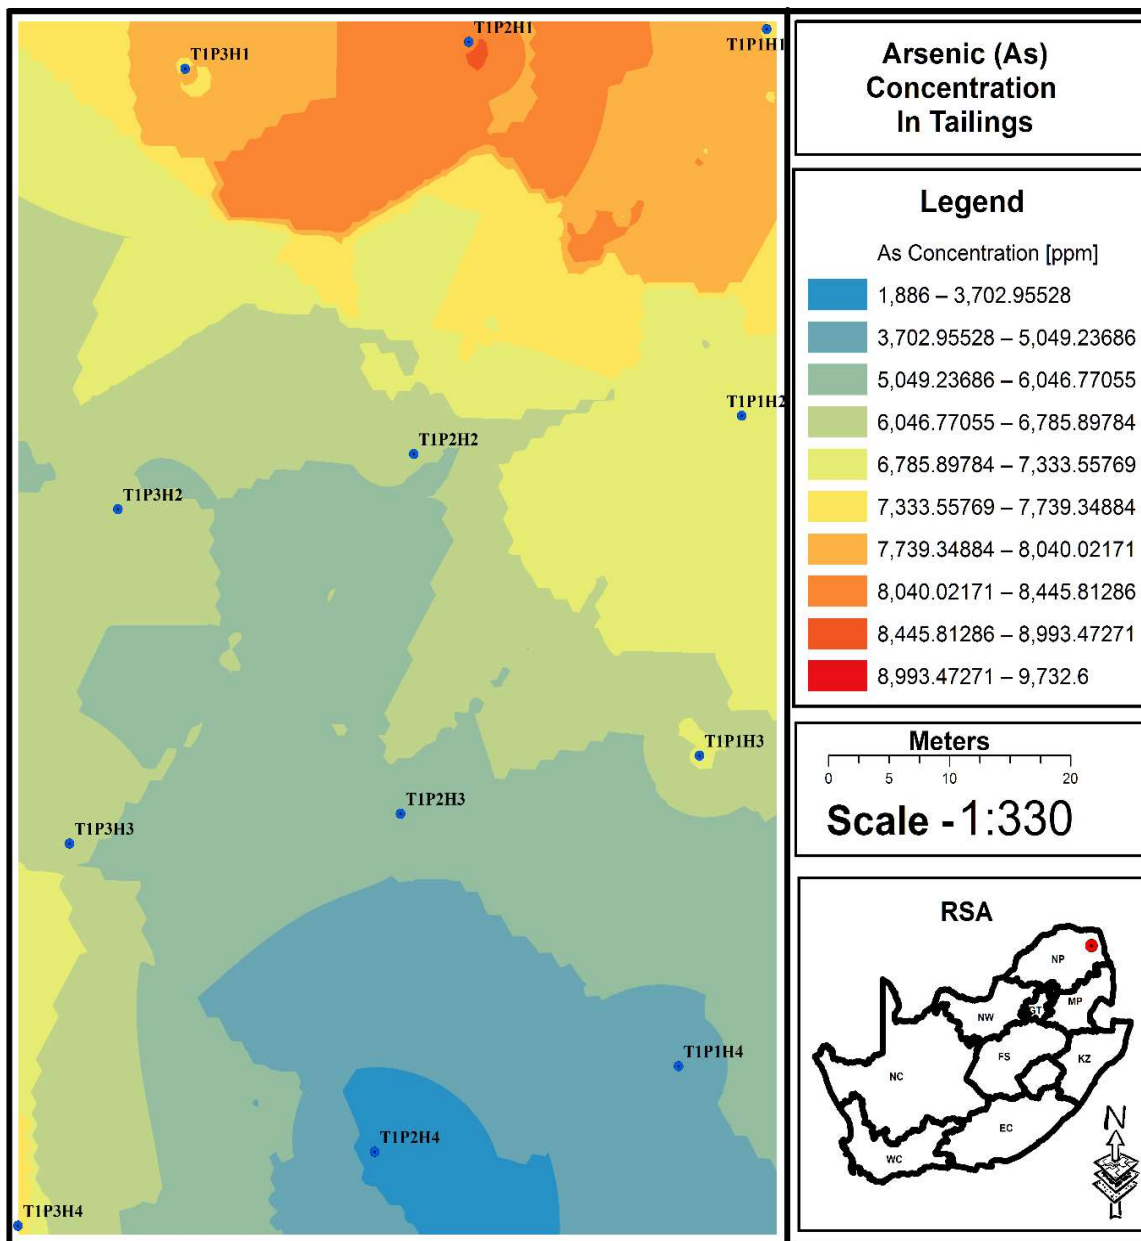 T1P2H1
T1P1H1
T1P3H1
T1P1H2
T1P2H2
T1P3H2
T1P1H3
T1P2H3
T1P3H3
T1P1H4
T1P2H4
T1P3H4
Arsenic (As)
Concentration
In Tailings
Legend
As Concentration [ppm]
1,886 – 3,702.95528
3,702.95528 – 5,049.23686
5,049.23686 – 6,046.77055
6,046.77055 – 6,785.89784
6,785.89784 – 7,333.55769
7,333.55769 – 7,739.34884
7,739.34884 – 8,040.02171
8,040.02171 – 8,445.81286
8,445.81286 – 8,993.47271
8,993.47271 – 9,732.6
Meters
0 5 10 20
Scale - 1:330
RSA
NP
MP
GT
NW
FS
KZ
NC
EC
WC
N